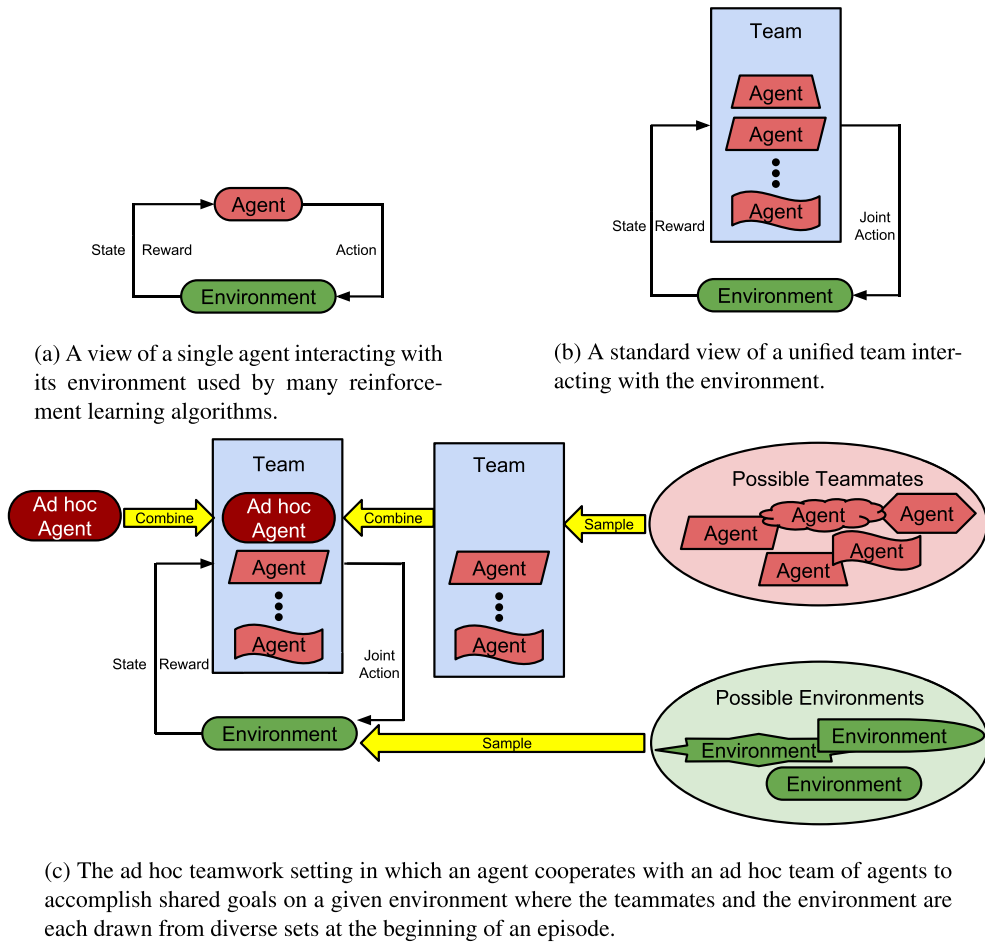 Agent
State
Reward
Action
Environment
(a) A view of a single agent interacting with
its environment used by many reinforce-
ment learning algorithms.
Team
Agent
Agent
Agent
State
Reward
Joint
Action
Environment
(b) A standard view of a unified team inter-
acting with the environment.
Ad hoc
Agent
Combine
Team
Ad hoc
Agent
Agent
Agent
Combine
Team
Agent
Agent
Sample
Possible Teammates
Agent
Agent
Agent
Agent
Agent
State
Reward
Joint
Action
Environment
Sample
Possible Environments
Environment
Environment
Environment
(c) The ad hoc teamwork setting in which an agent cooperates with an ad hoc team of agents to
accomplish shared goals on a given environment where the teammates and the environment are
each drawn from diverse sets at the beginning of an episode.